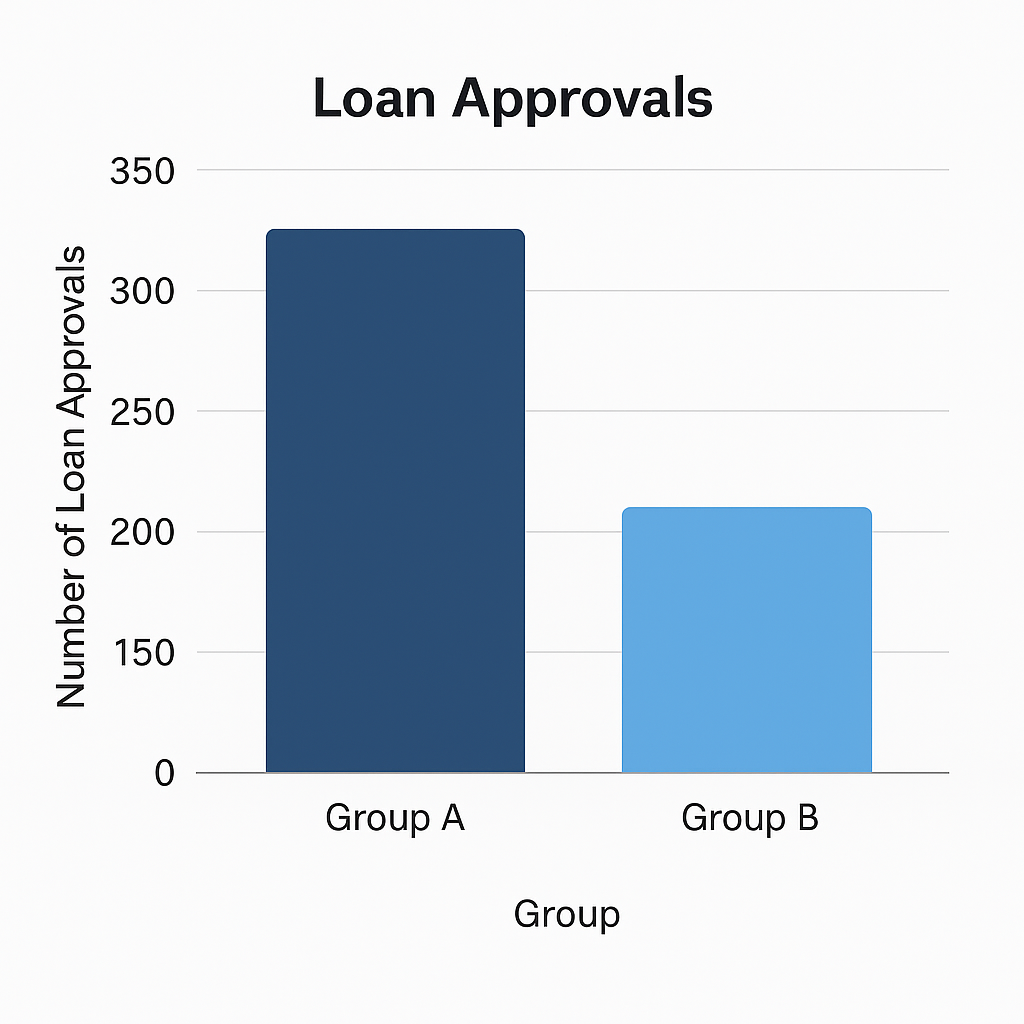 Loan Approvals
Number of Loan Approvals
350
300
250
200
150
0
Group A
Group B
Group